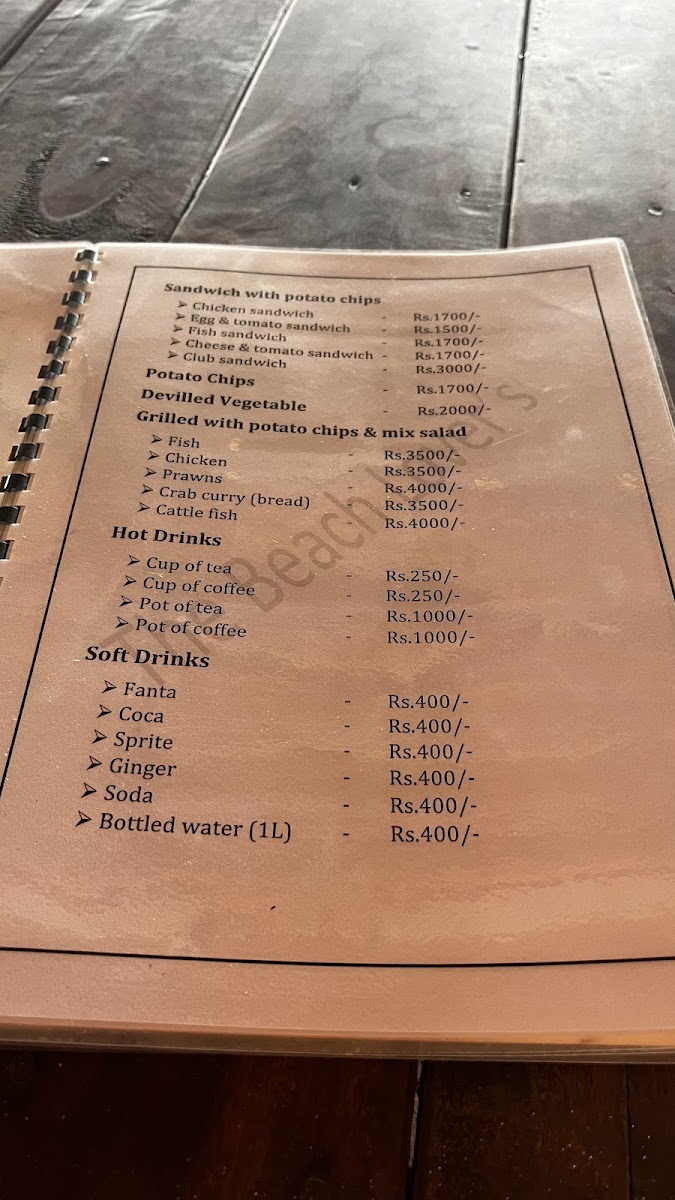 Sandwich with potato chips
➤ Chicken sandwich - Rs.1700/-
➤ Egg & tomato sandwich - Rs.1500/-
➤ Fish sandwich - Rs.1700/-
➤ Cheese & tomato sandwich - Rs.1700/-
➤ Club sandwich - Rs.3000/-
Potato Chips - Rs.1700/-
Devilled Vegetable - Rs.2000/-
Grilled with potato chips & mix salad
➤ Fish - Rs.3500/-
➤ Chicken - Rs.3500/-
➤ Prawns - Rs.4000/-
➤ Crab curry (bread) - Rs.3500/-
➤ Cattle fish - Rs.4000/-
Hot Drinks
➤ Cup of tea - Rs.250/-
➤ Cup of coffee - Rs.250/-
➤ Pot of tea - Rs.1000/-
➤ Pot of coffee - Rs.1000/-
Soft Drinks
➤ Fanta - Rs.400/-
➤ Coca - Rs.400/-
➤ Sprite - Rs.400/-
➤ Ginger - Rs.400/-
➤ Soda - Rs.400/-
➤ Bottled water (1L) - Rs.400/-
The Beach